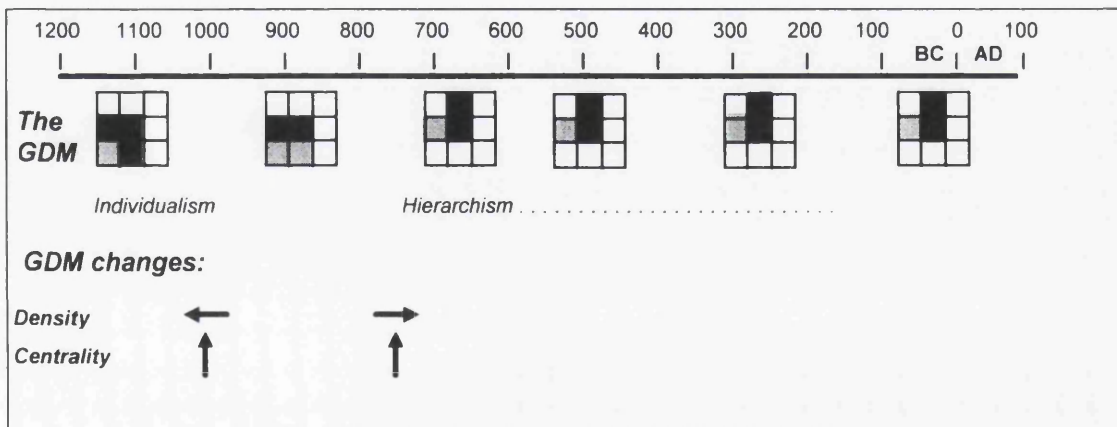 1200 1100 1000 900 800 700 600 500 400 300 200 100 0 100
BC AD
The
GDM
Individualism Hierarchism . . . . . . . . . . . . . . . . . . . . . . . . .
GDM changes:
Density
Centrality